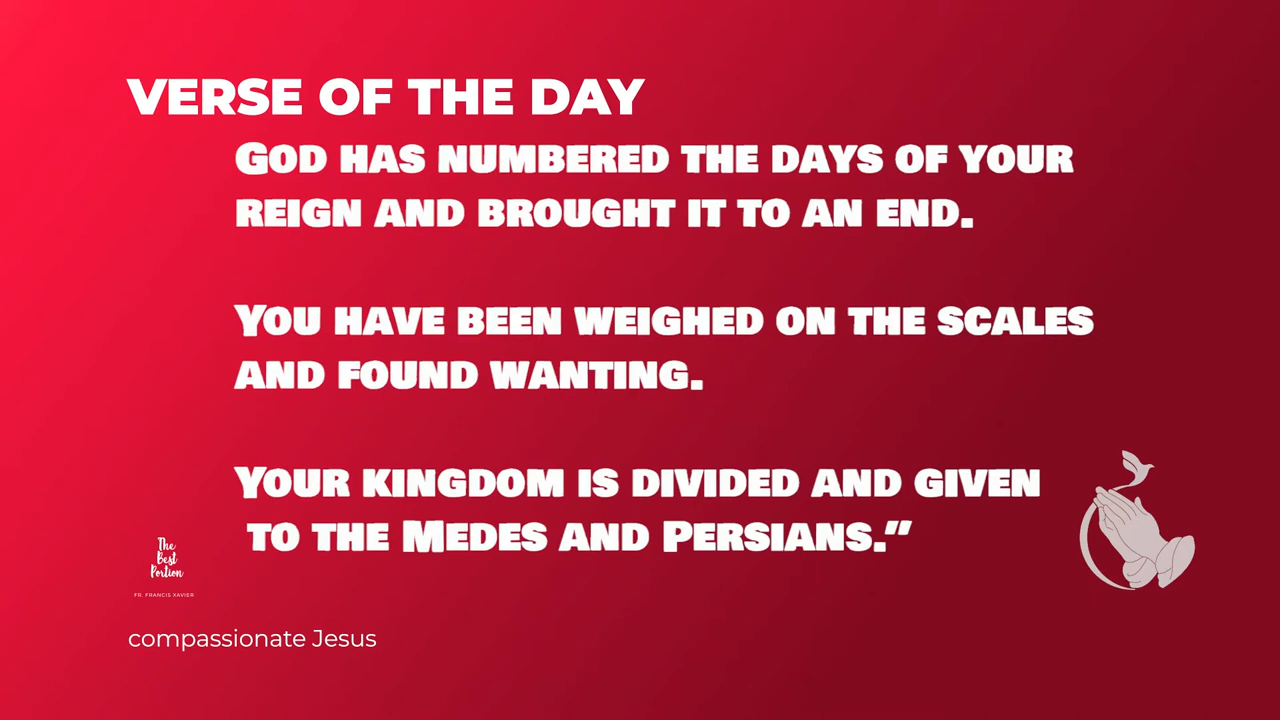 VERSE OF THE DAY
God has numbered the days of your
reign and brought it to an end.
You have been weighed on the scales
and found wanting.
Your kingdom is divided and given
to the Medes and Persians.”
The
Best
Portion
FR. FRANCIS XAVIER
compassionate Jesus